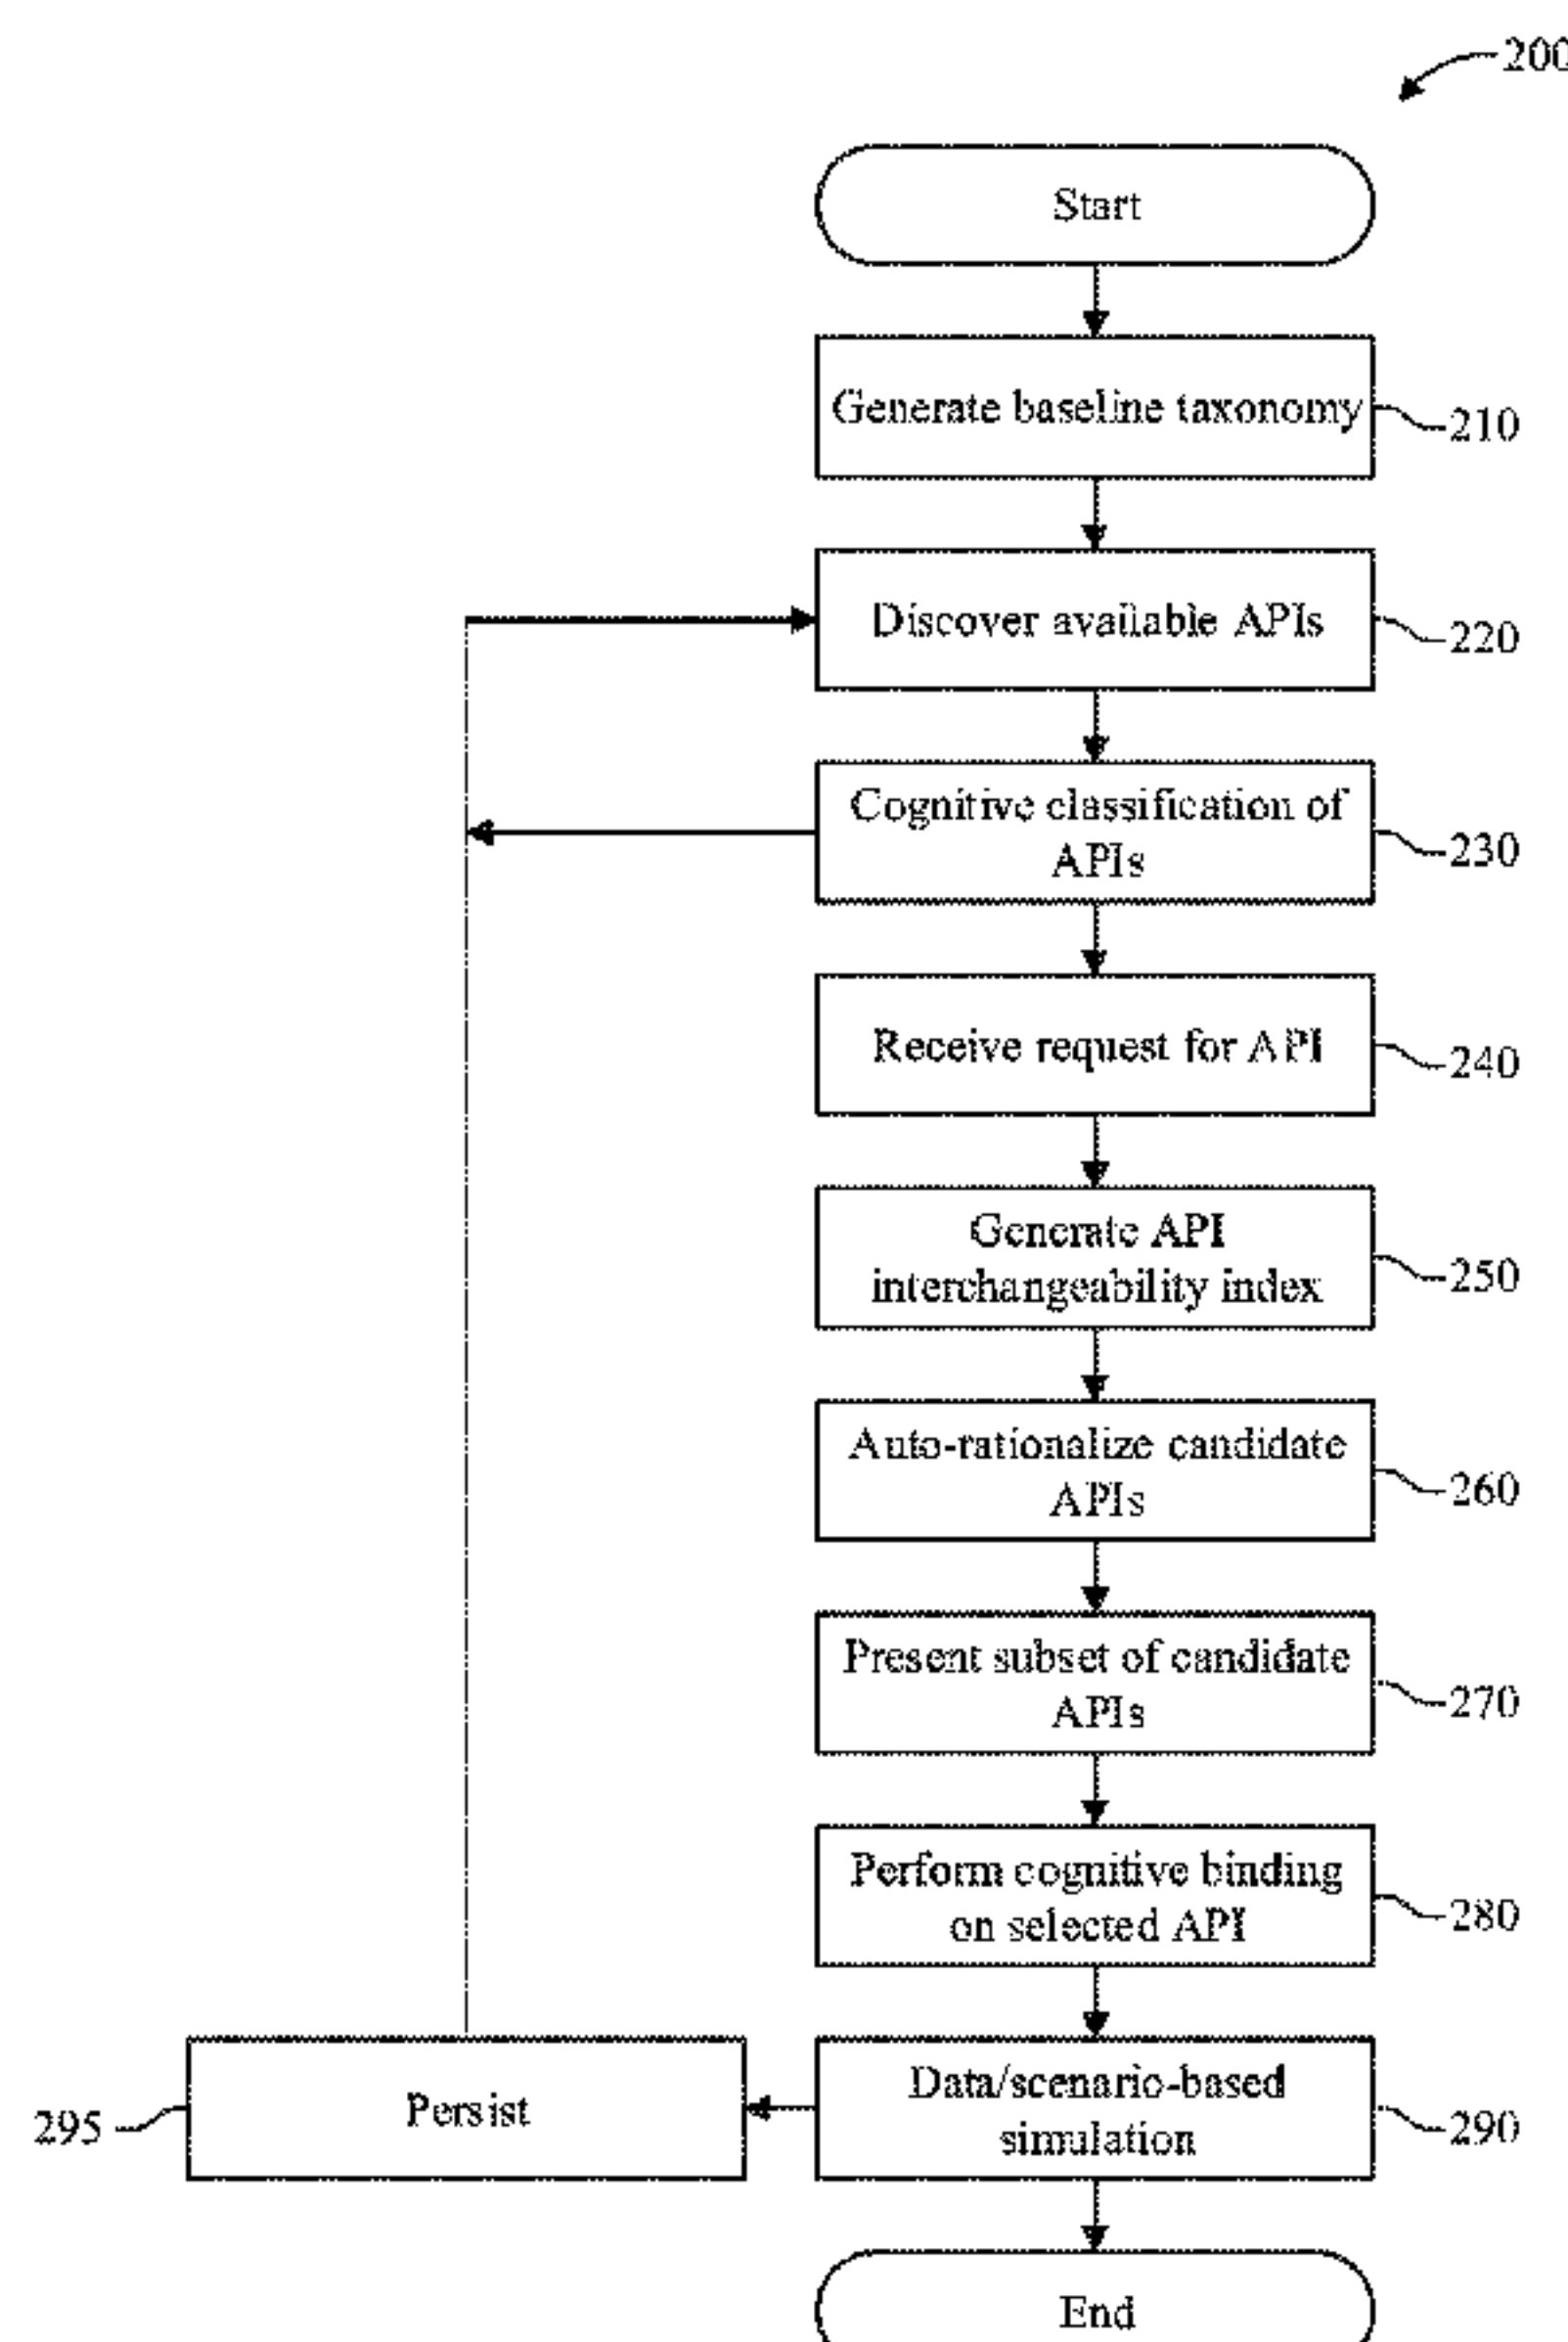 200
Start
Generate baseline taxonomy
210
Discover available APIs
220
Cognitive classification of
APIs
230
Receive request for API
240
Generate API
interchangeability index
250
Auto-rationalize candidate
APIs
260
Present subset of candidate
APIs
270
Perform cognitive binding
on selected API
280
Data/scenario-based
simulation
290
Persist
295
End